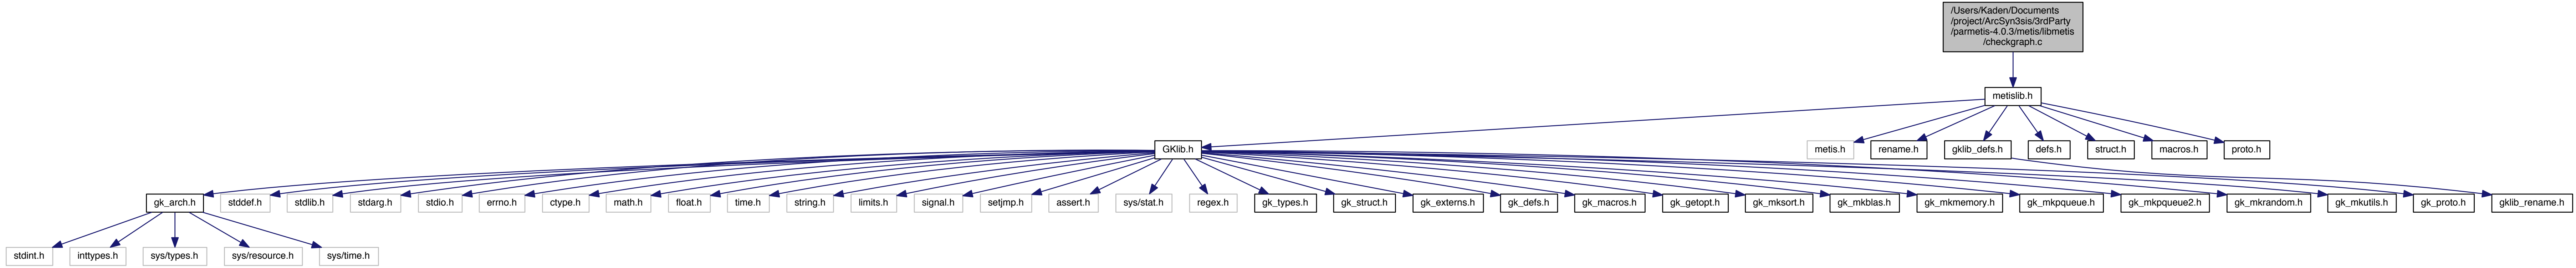 /Users/Kaden/Documents
/project/ArcSyn3sis/3rdParty
/parmetis-4.0.3/metis/libmetis
/checkgraph.c
metislib.h
GKlib.h
metis.h
rename.h
gklib_defs.h
defs.h
struct.h
macros.h
proto.h
gk_arch.h
stddef.h
stdlib.h
stdarg.h
stdio.h
errno.h
ctype.h
math.h
float.h
time.h
string.h
limits.h
signal.h
setjmp.h
assert.h
sys/stat.h
regex.h
gk_types.h
gk_struct.h
gk_externs.h
gk_defs.h
gk_macros.h
gk_getopt.h
gk_mksort.h
gk_mkblas.h
gk_mkmemory.h
gk_mkpqueue.h
gk_mkpqueue2.h
gk_mkrandom.h
gk_mkutils.h
gk_proto.h
gklib_rename.h
stdint.h
inttypes.h
sys/types.h
sys/resource.h
sys/time.h